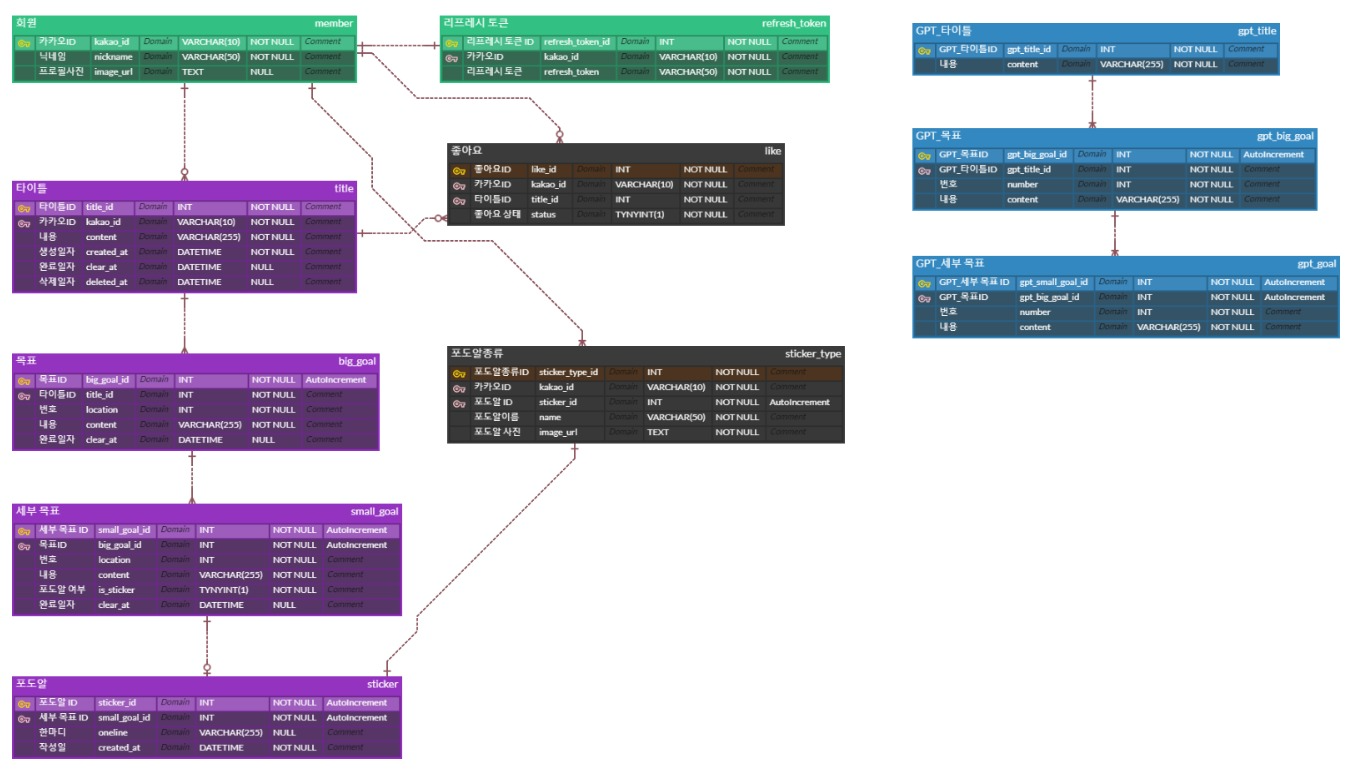 회원 member
카카오ID kakao_id Domain VARCHAR(10) NOT NULL Comment
닉네임 nickname Domain VARCHAR(50) NOT NULL Comment
프로필사진 image_url Domain TEXT NULL Comment
리프레시 토큰 refresh_token
리프레시 토큰 ID refresh_token_id Domain INT NOT NULL Comment
카카오ID kakao_id Domain VARCHAR(10) NOT NULL Comment
리프레시 토큰 refresh_token Domain VARCHAR(50) NOT NULL Comment
GPT_타이틀 gpt_title
GPT_타이틀ID gpt_title_id Domain INT NOT NULL Comment
내용 content Domain VARCHAR(255) NOT NULL Comment
좋아요 like
좋아요ID like_id Domain INT NOT NULL Comment
카카오ID kakao_id Domain VARCHAR(10) NOT NULL Comment
타이틀ID title_id Domain INT NOT NULL Comment
좋아요 상태 status Domain TYNYINT(1) NOT NULL Comment
GPT_목표 gpt_big_goal
GPT_목표ID gpt_big_goal_id Domain INT NOT NULL AutoIncrement
GPT_타이틀ID gpt_title_id Domain INT NOT NULL Comment
번호 number Domain INT NOT NULL Comment
내용 content Domain VARCHAR(255) NOT NULL Comment
타이틀 title
타이틀ID title_id Domain INT NOT NULL Comment
카카오ID kakao_id Domain VARCHAR(10) NOT NULL Comment
내용 content Domain VARCHAR(255) NOT NULL Comment
생성일자 created_at Domain DATETIME NOT NULL Comment
완료일자 clear_at Domain DATETIME NULL Comment
삭제일자 deleted_at Domain DATETIME NULL Comment
GPT_세부 목표 gpt_goal
GPT_세부 목표 ID gpt_small_goal_id Domain INT NOT NULL AutoIncrement
GPT_목표ID gpt_big_goal_id Domain INT NOT NULL AutoIncrement
번호 number Domain INT NOT NULL Comment
내용 content Domain VARCHAR(255) NOT NULL Comment
목표 big_goal
목표ID big_goal_id Domain INT NOT NULL AutoIncrement
타이틀ID title_id Domain INT NOT NULL Comment
번호 location Domain INT NOT NULL Comment
내용 content Domain VARCHAR(255) NOT NULL Comment
완료일자 clear_at Domain DATETIME NULL Comment
포도알종류 sticker_type
포도알종류ID sticker_type_id Domain INT NOT NULL Comment
카카오ID kakao_id Domain VARCHAR(10) NOT NULL Comment
포도알 ID sticker_id Domain INT NOT NULL AutoIncrement
포도알이름 name Domain VARCHAR(50) NOT NULL Comment
포도알 사진 image_url Domain TEXT NOT NULL Comment
세부 목표 small_goal
세부 목표 ID small_goal_id Domain INT NOT NULL AutoIncrement
목표ID big_goal_id Domain INT NOT NULL AutoIncrement
번호 location Domain INT NOT NULL Comment
내용 content Domain VARCHAR(255) NOT NULL Comment
포도알 여부 is_sticker Domain TYNYINT(1) NOT NULL Comment
완료일자 clear_at Domain DATETIME NULL Comment
포도알 sticker
포도알 ID sticker_id Domain INT NOT NULL AutoIncrement
세부 목표 ID small_goal_id Domain INT NOT NULL AutoIncrement
한마디 oneline Domain VARCHAR(255) NULL Comment
작성일 created_at Domain DATETIME NOT NULL Comment